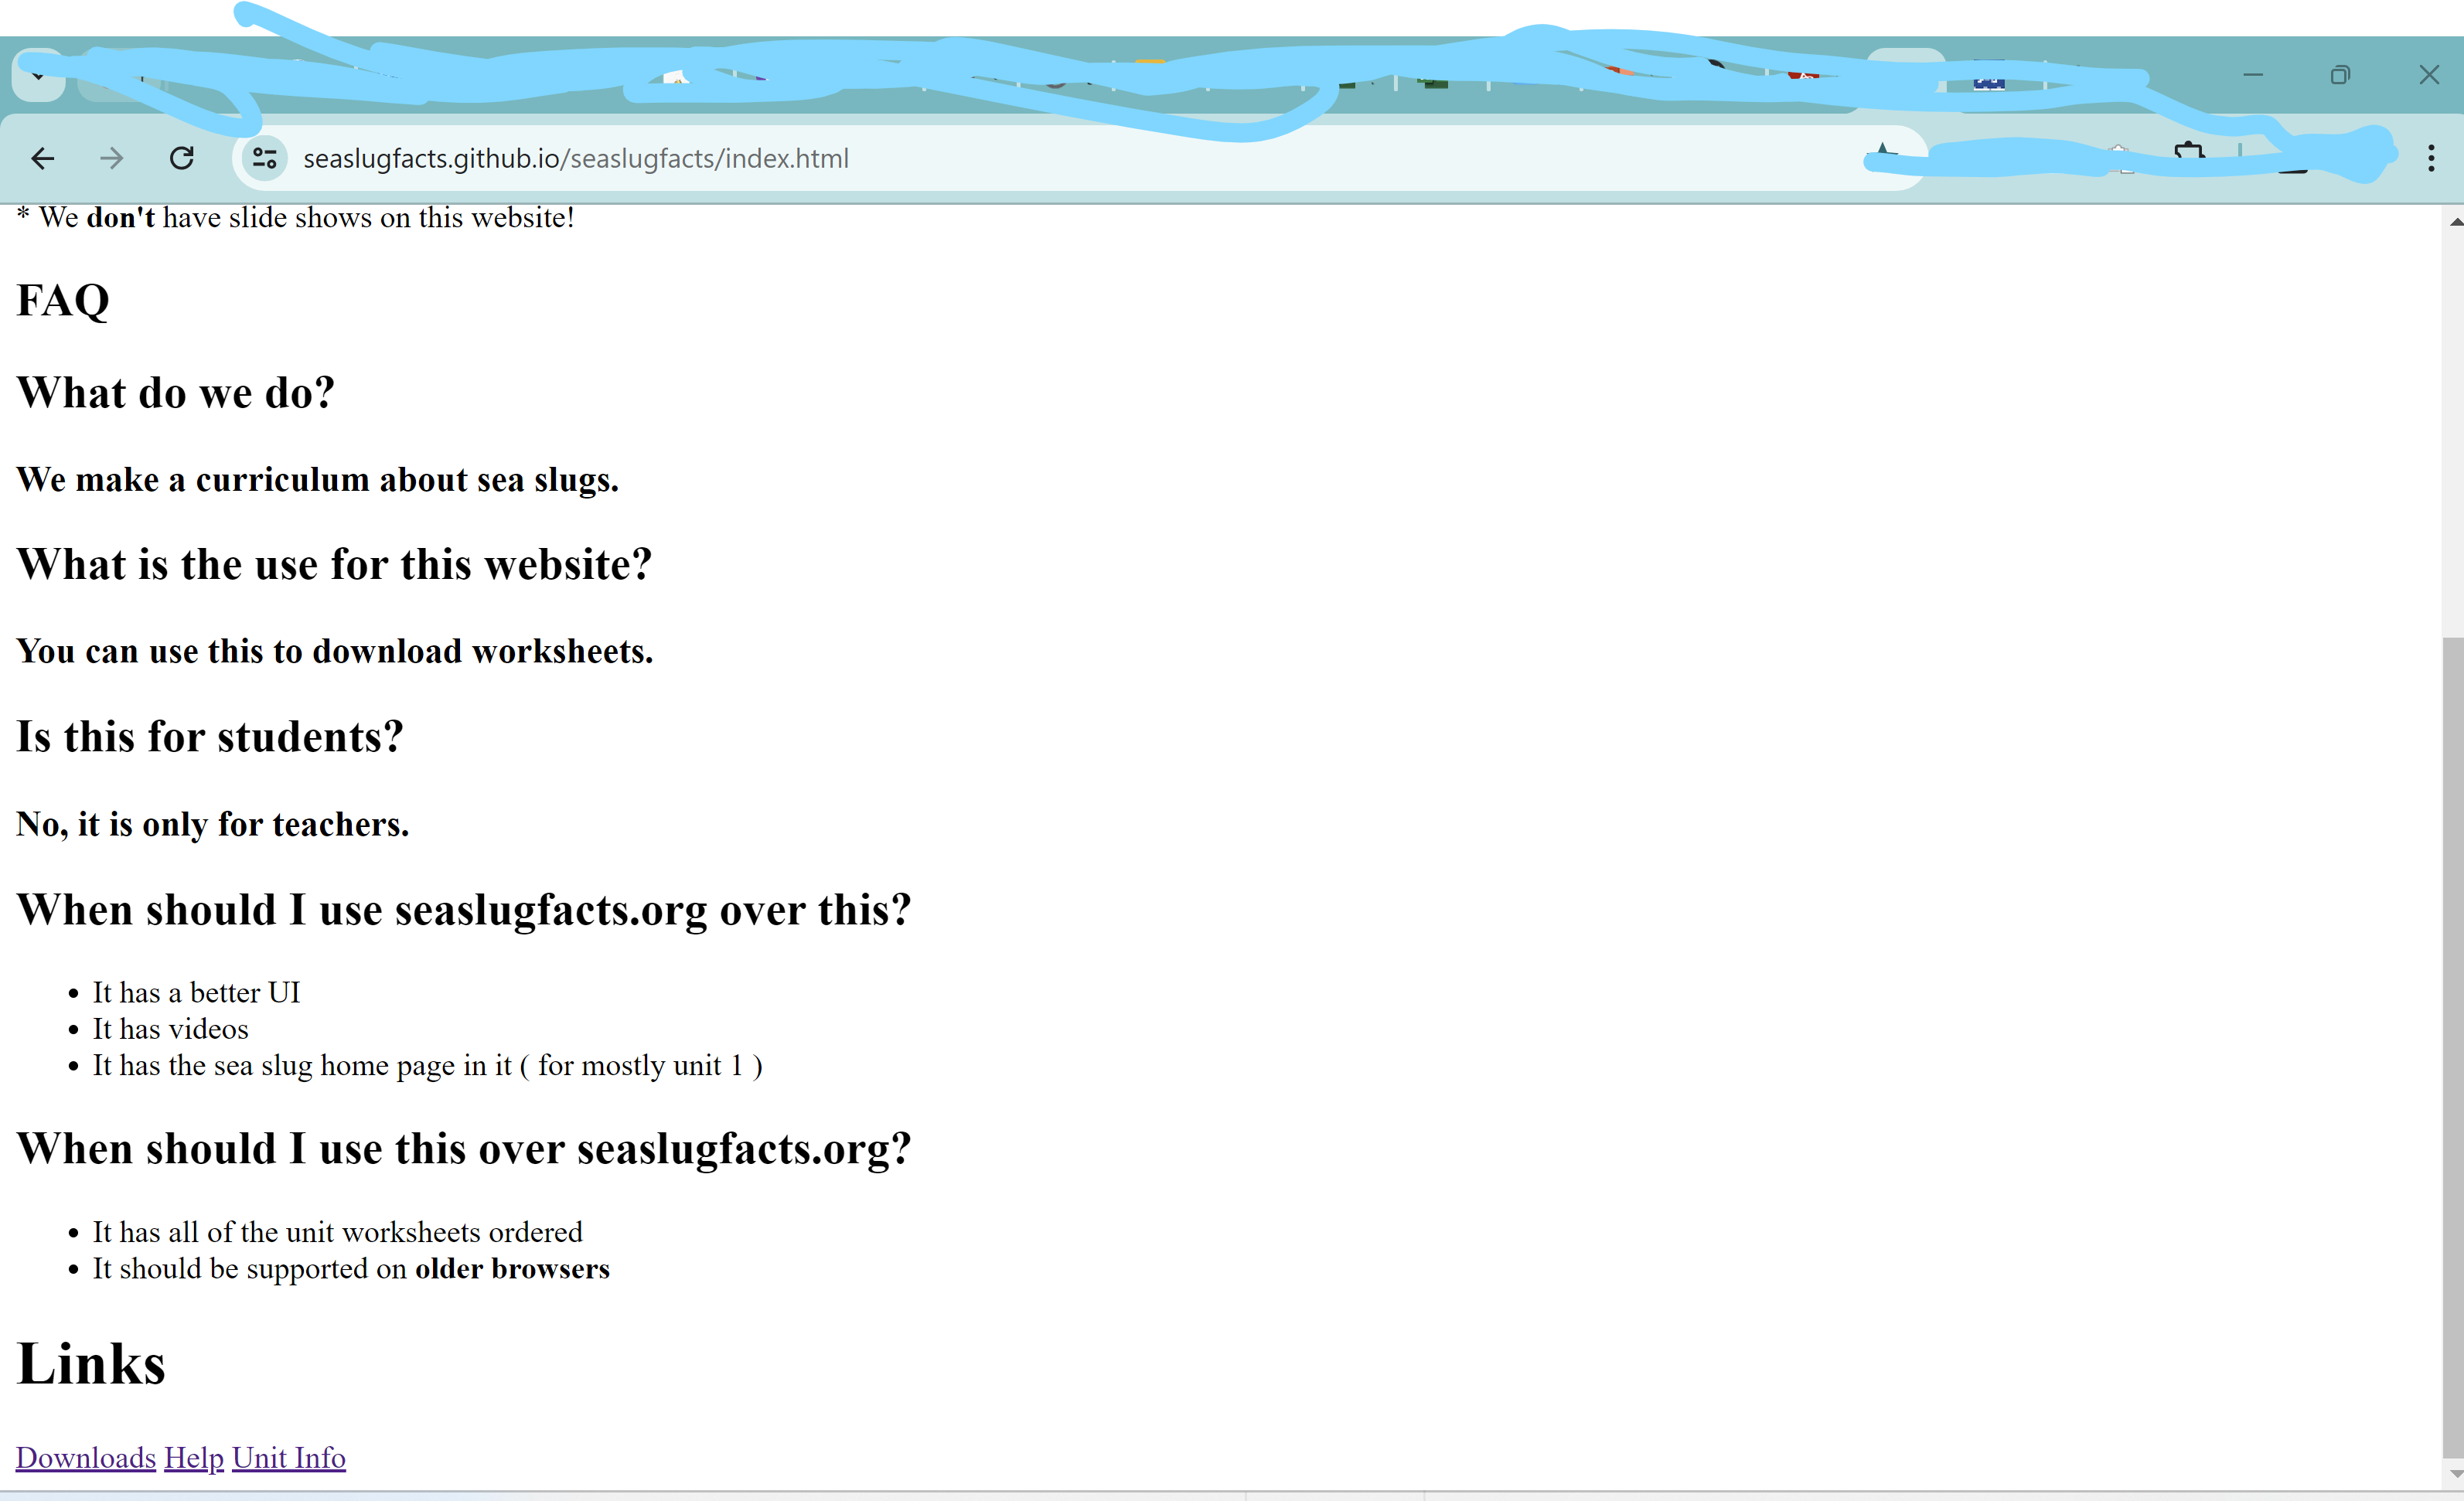 seaslugfacts.github.io/seaslugfacts/index.html
* We don't have slide shows on this website!
FAQ
What do we do?
We make a curriculum about sea slugs.
What is the use for this website?
You can use this to download worksheets.
Is this for students?
No, it is only for teachers.
When should I use seaslugfacts.org over this?
• It has a better UI
• It has videos
• It has the sea slug home page in it ( for mostly unit 1 )
When should I use this over seaslugfacts.org?
• It has all of the unit worksheets ordered
• It should be supported on older browsers
Links
Downloads Help Unit Info